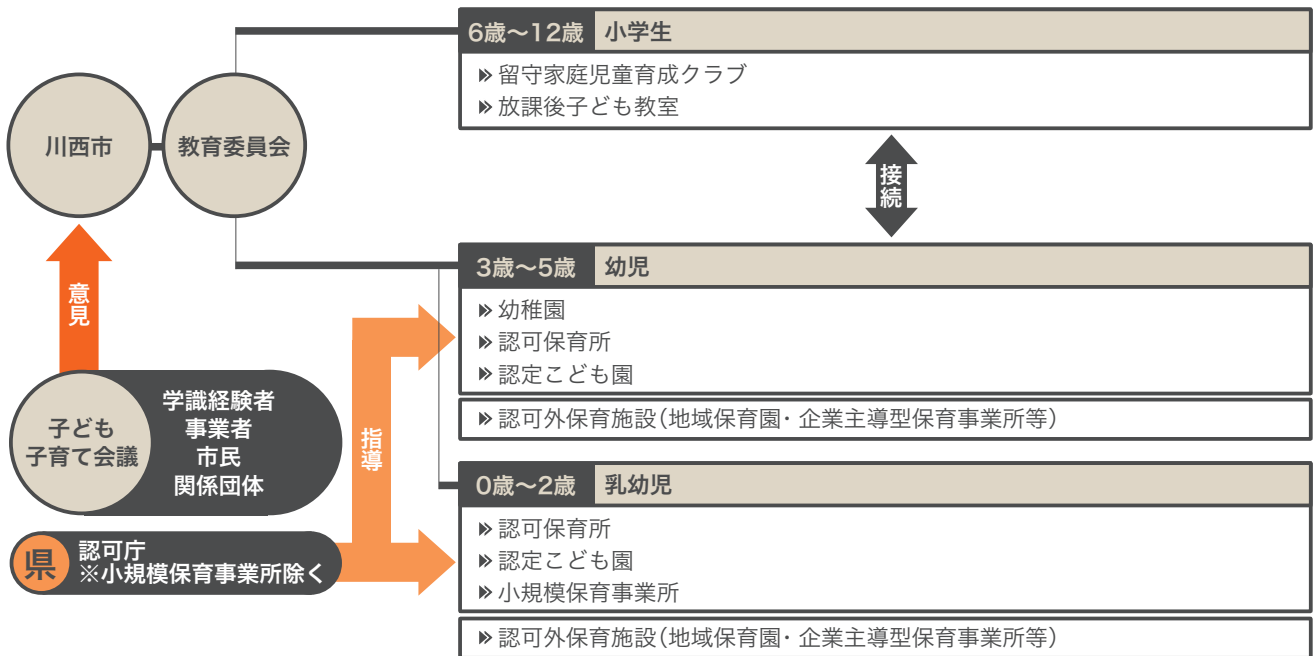 6歳～12歳 小学生
» 留守家庭児童育成クラブ
» 放課後子ども教室
川西市
教育委員会
接続
意見
3歳～5歳 幼児
» 幼稚園
» 認可保育所
» 認定こども園
» 認可外保育施設(地域保育園・企業主導型保育事業所等)
子ども
子育て会議
学識経験者
事業者
市民
関係団体
指導
0歳～2歳 乳幼児
» 認可保育所
» 認定こども園
» 小規模保育事業所
» 認可外保育施設(地域保育園・企業主導型保育事業所等)
県
認可庁
※小規模保育事業所除く